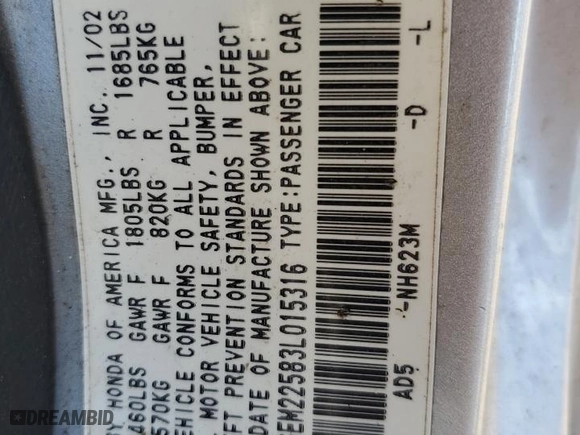 BY HONDA OF AMERICA MFG., INC. 11/02
460LBS GAWR F 1805LBS R 1685LBS
570KG GAWR F 820KG R 765KG
EHICLE CONFORMS TO ALL APPLICABLE
MOTOR VEHICLE SAFETY, BUMPER,
FT PREVENTION STANDARDS IN EFFECT
DATE OF MANUFACTURE SHOWN ABOVE:
EM22583L015316 TYPE:PASSENGER CAR
-NH623M -D -L
AD5
DREAMBID